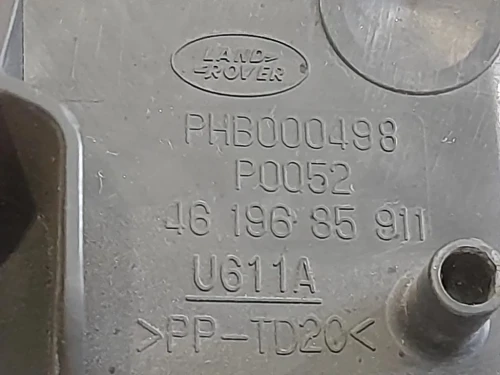 LAND-
-ROVER
PHB000498
P0052
46 196 85 911
U611A
>PP-TD20<